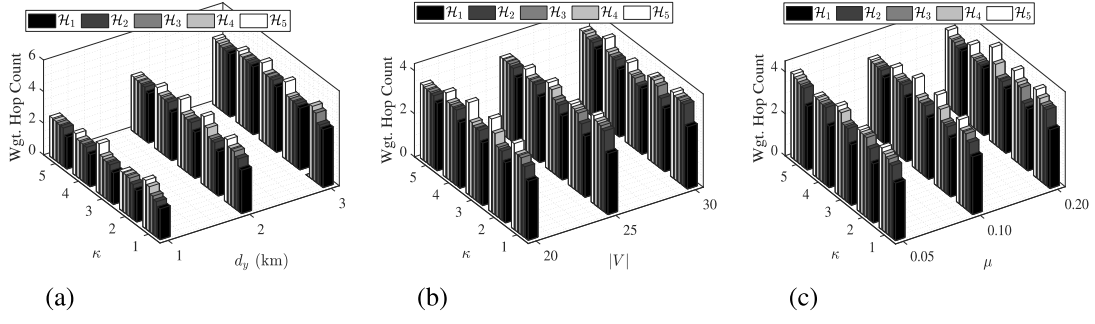 ℋ₁ ℋ₂ ℋ₃ ℋ₄ ℋ₅
Wgt. Hop Count
6
4
2
0
5
4
3
2
1
κ
1
2
3
d_y (km)
(a)
ℋ₁ ℋ₂ ℋ₃ ℋ₄ ℋ₅
Wgt. Hop Count
4
2
0
5
4
3
2
1
κ
20
25
30
|V|
(b)
ℋ₁ ℋ₂ ℋ₃ ℋ₄ ℋ₅
Wgt. Hop Count
4
2
0
5
4
3
2
1
κ
0.05
0.10
0.20
μ
(c)